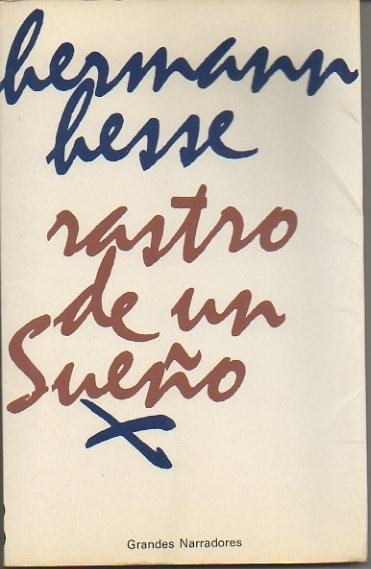 hermann
hesse
rastro
de un
Sueño
Grandes Narradores